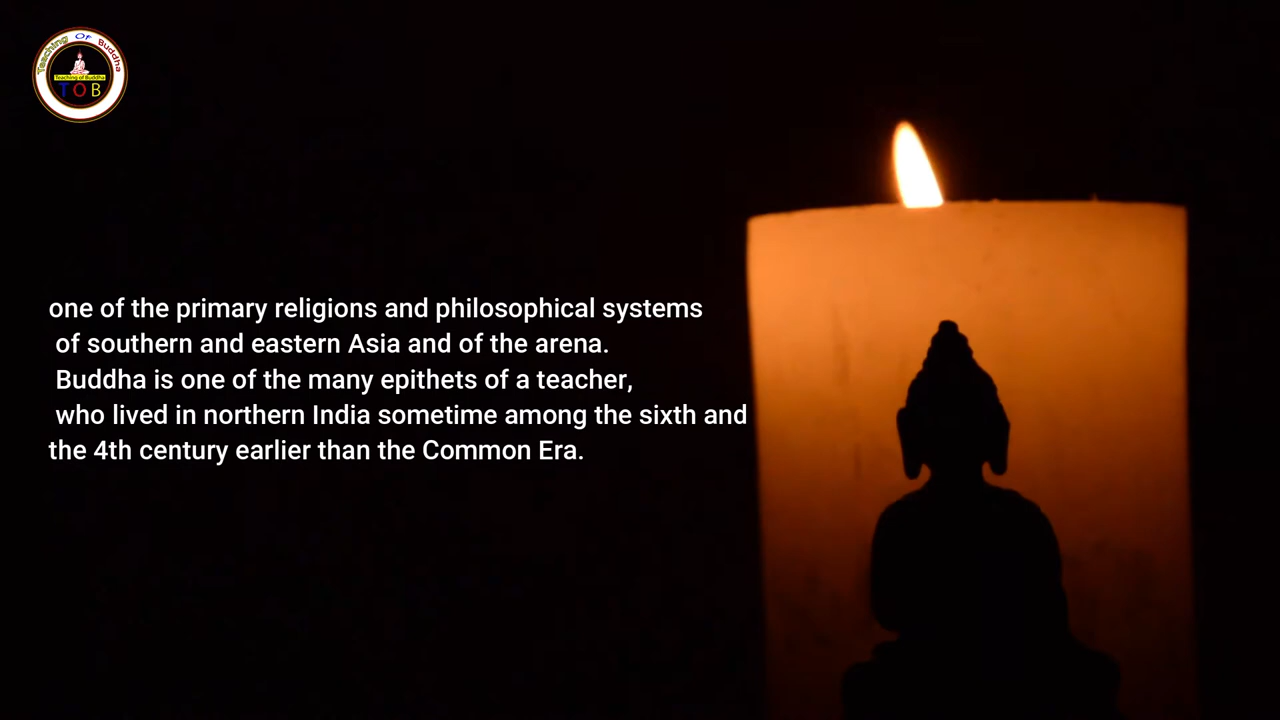 Teaching Of Buddha
Teaching of Buddha
TOB
one of the primary religions and philosophical systems
of southern and eastern Asia and of the arena.
Buddha is one of the many epithets of a teacher,
who lived in northern India sometime among the sixth and
the 4th century earlier than the Common Era.